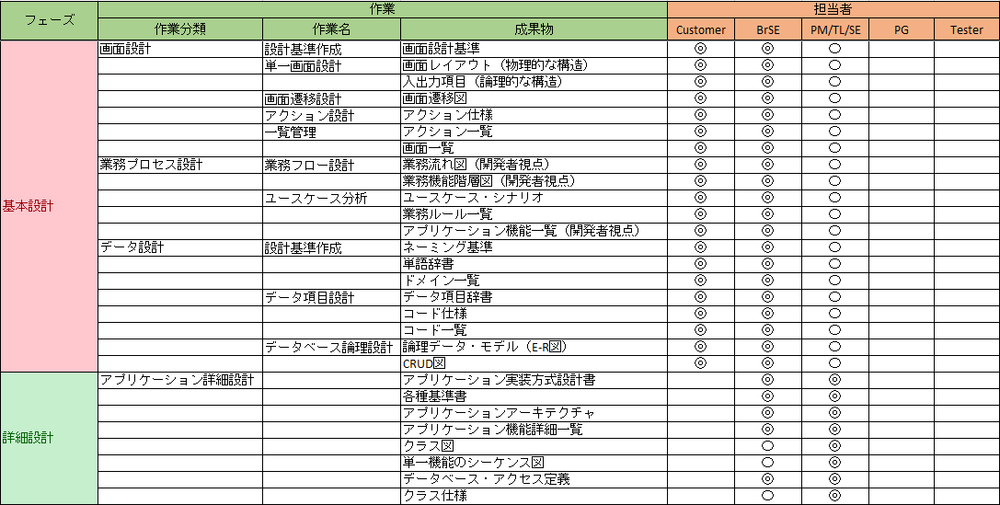 フェーズ 作業 担当者
作業分類 作業名 成果物 Customer BrSE PM/TL/SE PG Tester
基本設計 画面設計 設計基準作成 画面設計基準 ◎ ◎ ○
単一画面設計 画面レイアウト（物理的な構造） ◎ ◎ ○
入出力項目（論理的な構造） ◎ ◎ ○
画面遷移設計 画面遷移図 ◎ ◎ ○
アクション設計 アクション仕様 ◎ ◎ ○
一覧管理 アクション一覧 ◎ ◎ ○
画面一覧 ◎ ◎ ○
業務プロセス設計 業務フロー設計 業務流れ図（開発者視点） ◎ ◎ ○
業務機能階層図（開発者視点） ◎ ◎ ○
ユースケース分析 ユースケース・シナリオ ◎ ◎ ○
業務ルール一覧 ◎ ◎ ○
アプリケーション機能一覧（開発者視点） ◎ ◎ ○
データ設計 設計基準作成 ネーミング基準 ◎ ◎ ○
単語辞書 ◎ ◎ ○
ドメイン一覧 ◎ ◎ ○
データ項目設計 データ項目辞書 ◎ ◎ ○
コード仕様 ◎ ◎ ○
コード一覧 ◎ ◎ ○
データベース論理設計 論理データ・モデル（E-R図） ◎ ◎ ○
CRUD図 ◎ ◎ ○
詳細設計 アプリケーション詳細設計 アプリケーション実装方式設計書 ◎ ◎
各種基準書 ◎ ◎
アプリケーションアーキテクチャ ◎ ◎
アプリケーション機能詳細一覧 ◎ ◎
クラス図 ○ ◎
単一機能のシーケンス図 ○ ◎
データベース・アクセス定義 ◎ ◎
クラス仕様 ○ ◎